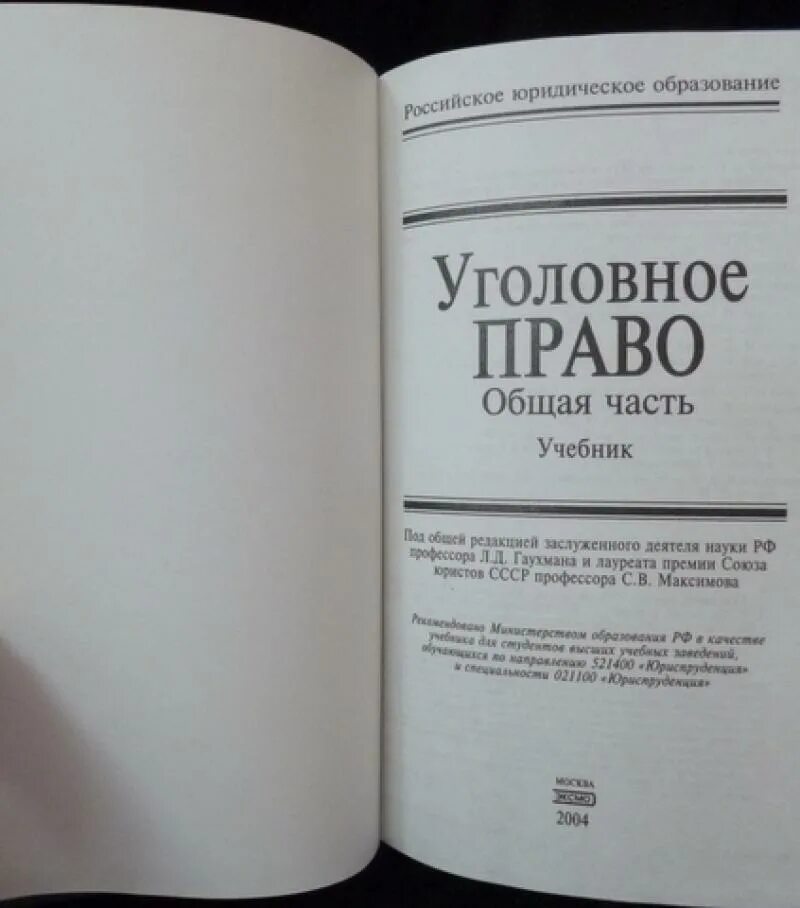 Российское юридическое образование
Уголовное
ПРАВО
Общая часть
Учебник
Под общей редакцией заслуженного деятеля науки РФ
профессора Л.Д. Гаухмана и лауреата премии Союза
юристов СССР профессора С.В. Максимова
Рекомендовано Министерством образования РФ в качестве
учебника для студентов высших учебных заведений,
обучающихся по направлению 521400 «Юриспруденция»
и специальности 021100 «Юриспруденция»
МОСКВА
ЭКСМО
2004